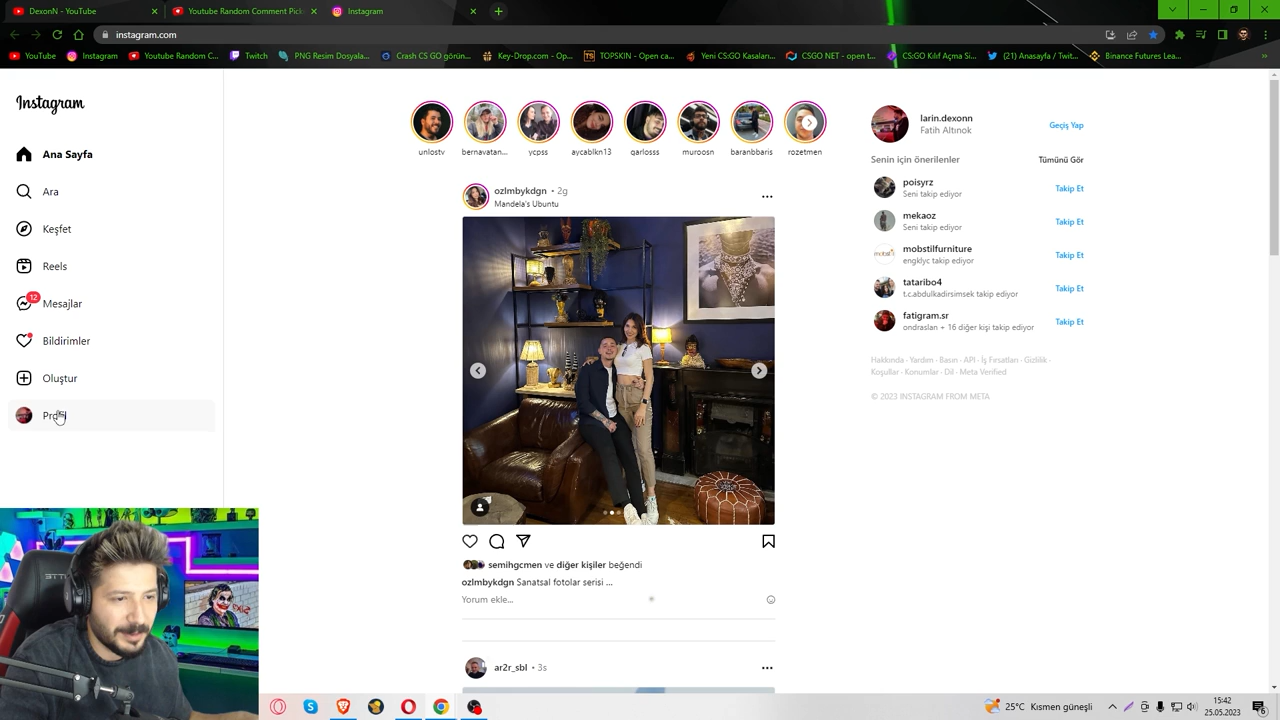 DexonN - YouTube
Youtube Random Comment Pick
Instagram
instagram.com
YouTube
Instagram
Youtube Random C...
Twitch
PNG Resim Dosyala...
Crash CS GO görün...
Key-Drop.com - Op...
TOPSKIN - Open ca...
Yeni CS:GO Kasaları...
CSGO NET - open t...
CS:GO Kılıf Açma Si...
(21) Anasayfa / Twit...
Binance Futures Lea...
Instagram
Ana Sayfa
Ara
Keşfet
Reels
12
Mesajlar
Bildirimler
Oluştur
unlostv
bernavatan...
ycpss
aycablkn13
qarlosss
muroosn
baranbbaris
rozetmen
ozlmbykdgn • 2g
Mandela's Ubuntu
semihgcmen ve diğer kişiler beğendi
ozlmbykdgn Sanatsal fotolar serisi ...
Yorum ekle...
ar2r_sbl • 3s
larin.dexonn
Fatih Altınok
Geçiş Yap
Senin için önerilenler
Tümünü Gör
poisyrz
Seni takip ediyor
Takip Et
mekaoz
Seni takip ediyor
Takip Et
mobstilfurniture
engklyc takip ediyor
Takip Et
tataribo4
t.c.abdulkadirsimsek takip ediyor
Takip Et
fatigram.sr
ondraslan + 16 diğer kişi takip ediyor
Takip Et
Hakkında · Yardım · Basın · API · İş Fırsatları · Gizlilik ·
Koşullar · Konumlar · Dil · Meta Verified
© 2023 INSTAGRAM FROM META
25°C Kısmen güneşli
15:42
25.05.2023